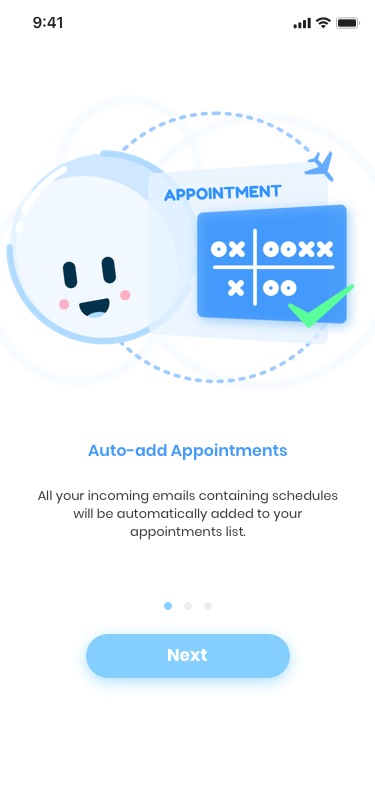 9:41
APPOINTMENT
OX OOXX
X OO
Auto-add Appointments
All your incoming emails containing schedules
will be automatically added to your
appointments list.
Next